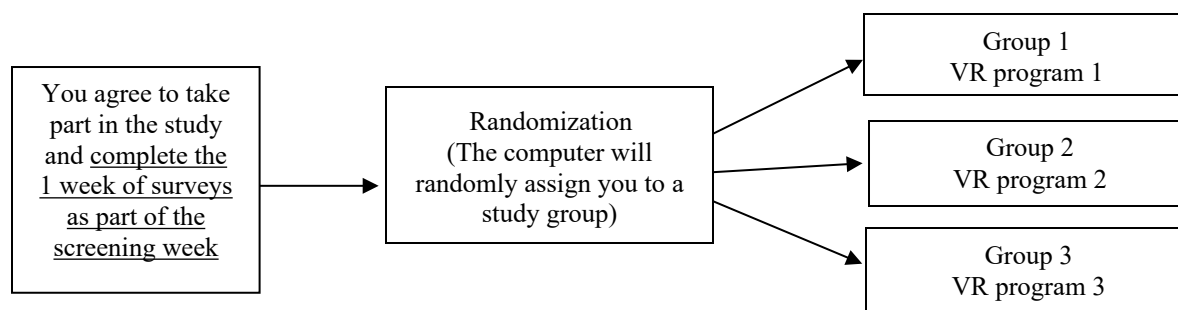 You agree to take
part in the study
and complete the
1 week of surveys
as part of the
screening week
Randomization
(The computer will
randomly assign you to a
study group)
Group 1
VR program 1
Group 2
VR program 2
Group 3
VR program 3